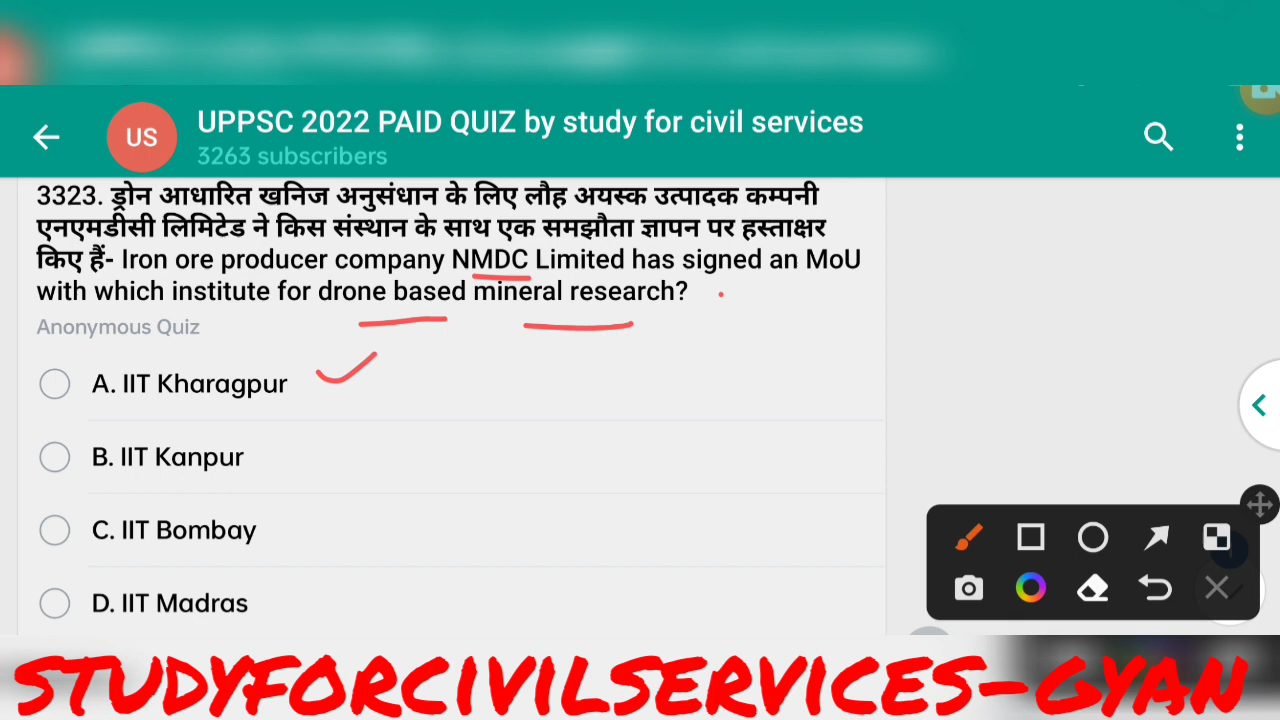 US
UPPSC 2022 PAID QUIZ by study for civil services
3263 subscribers
3323. ड्रोन आधारित खनिज अनुसंधान के लिए लौह अयस्क उत्पादक कम्पनी
एनएमडीसी लिमिटेड ने किस संस्थान के साथ एक समझौता ज्ञापन पर हस्ताक्षर
किए हैं- Iron ore producer company NMDC Limited has signed an MoU
with which institute for drone based mineral research?
Anonymous Quiz
A. IIT Kharagpur
B. IIT Kanpur
C. IIT Bombay
D. IIT Madras
STUDYFORCIVILSERVICES-GYAN